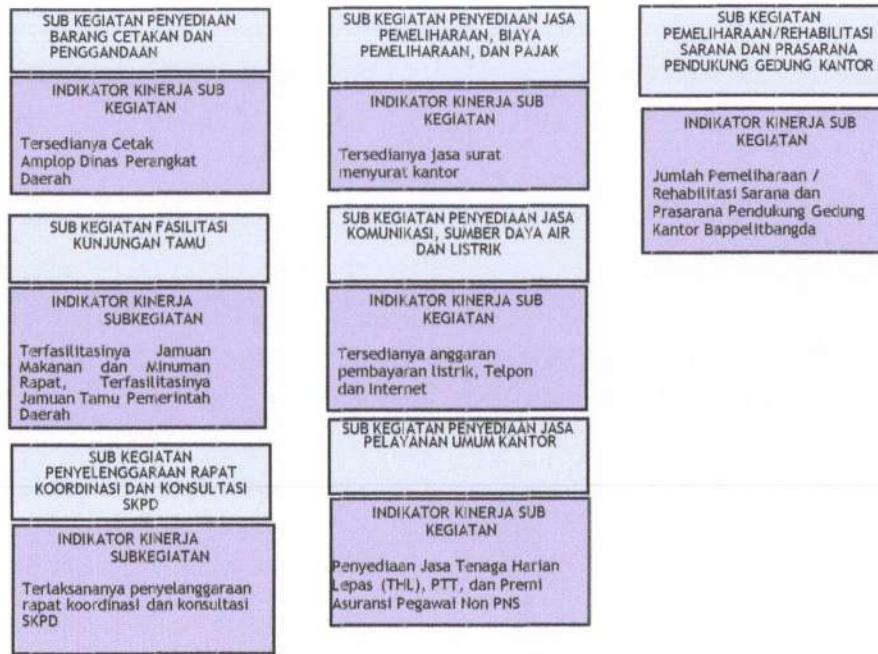 SUB KEGIATAN PENYEDIAAN
BARANG CETAKAN DAN
PENGGANDAAN
INDIKATOR KINERJA SUB
KEGIATAN
Tersedianya Cetak
Amplop Dinas Perangkat
Daerah
SUB KEGIATAN FASILITASI
KUNJUNGAN TAMU
INDIKATOR KINERJA
SUBKEGIATAN
Terfasilitasinya Jamuan
Makanan dan Minuman
Rapat, Terfasilitasinya
Jamuan Tamu Pemerintah
Daerah
SUB KEGIATAN
PENYELENGGARAAN RAPAT
KOORDINASI DAN KONSULTASI
SKPD
INDIKATOR KINERJA
SUBKEGIATAN
Terlaksananya penyelanggaraan
rapat koordinasi dan konsultasi
SKPD
SUB KEGIATAN PENYEDIAAN JASA
PEMELIHARAAN, BIAYA
PEMELIHARAAN, DAN PAJAK
INDIKATOR KINERJA SUB
KEGIATAN
Tersedianya jasa surat
menyurat kantor
SUB KEGIATAN PENYEDIAAN JASA
KOMUNIKASI, SUMBER DAYA AIR
DAN LISTRIK
INDIKATOR KINERJA SUB
KEGIATAN
Tersedianya anggaran
pembayaran listrik, Telpon
dan Internet
SUB KEGIATAN PENYEDIAAN JASA
PELAYANAN UMUM KANTOR
INDIKATOR KINERJA SUB
KEGIATAN
Penyediaan Jasa Tenaga Harian
Lepas (THL), PTT, dan Premi
Asuransi Pegawai Non PNS
SUB KEGIATAN
PEMELIHARAAN/REHABILITASI
SARANA DAN PRASARANA
PENDUKUNG GEDUNG KANTOR
INDIKATOR KINERJA SUB
KEGIATAN
Jumlah Pemeliharaan /
Rehabilitasi Sarana dan
Prasarana Pendukung Gedung
Kantor Bappelitbangda